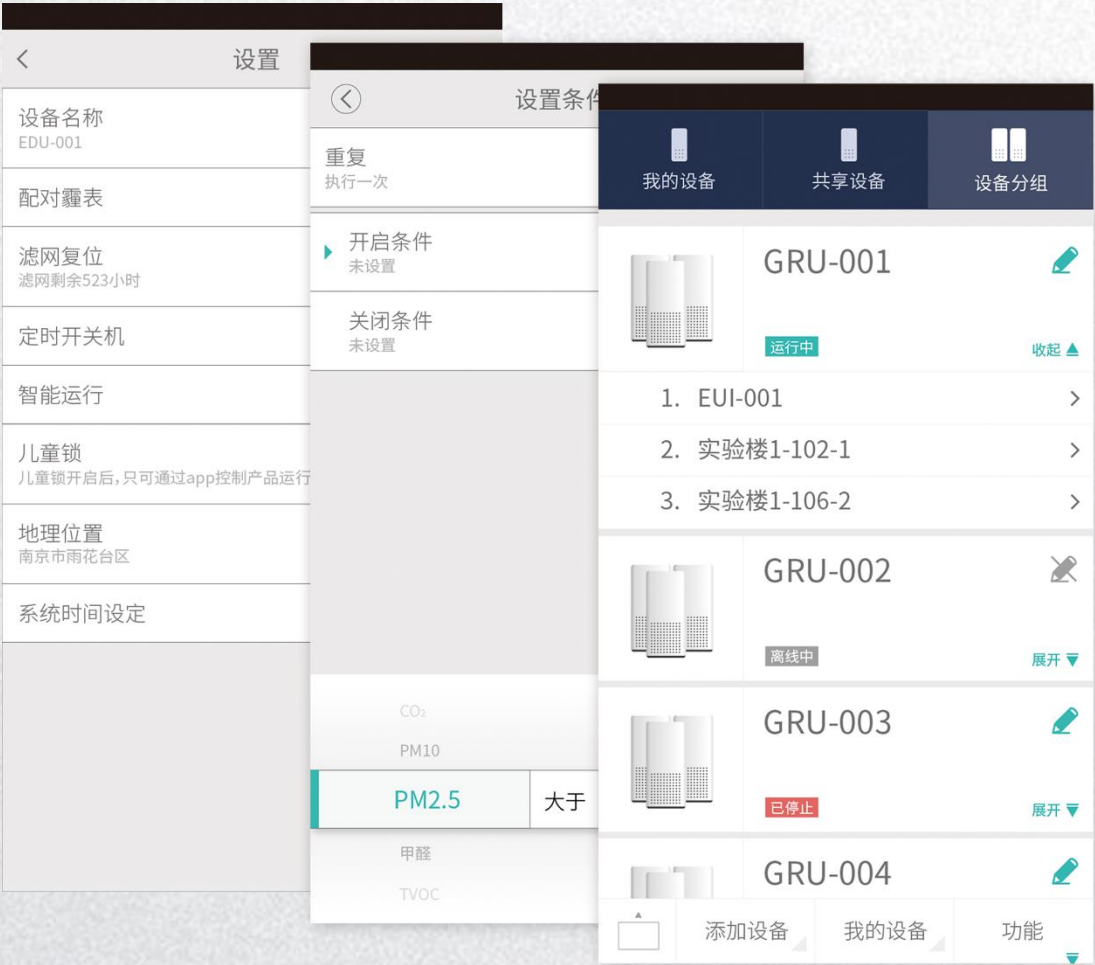 设置
设备名称
EDU-001
配对霾表
滤网复位
滤网剩余523小时
定时开关机
智能运行
儿童锁
儿童锁开启后,只可通过app控制产品运行
地理位置
南京市雨花台区
系统时间设定
设置条件
重复
执行一次
开启条件
未设置
关闭条件
未设置
CO₂
PM10
PM2.5 大于
甲醛
TVOC
我的设备 共享设备 设备分组
GRU-001
运行中 收起
1. EUI-001
2. 实验楼1-102-1
3. 实验楼1-106-2
GRU-002
离线中 展开
GRU-003
已停止 展开
GRU-004
添加设备 我的设备 功能